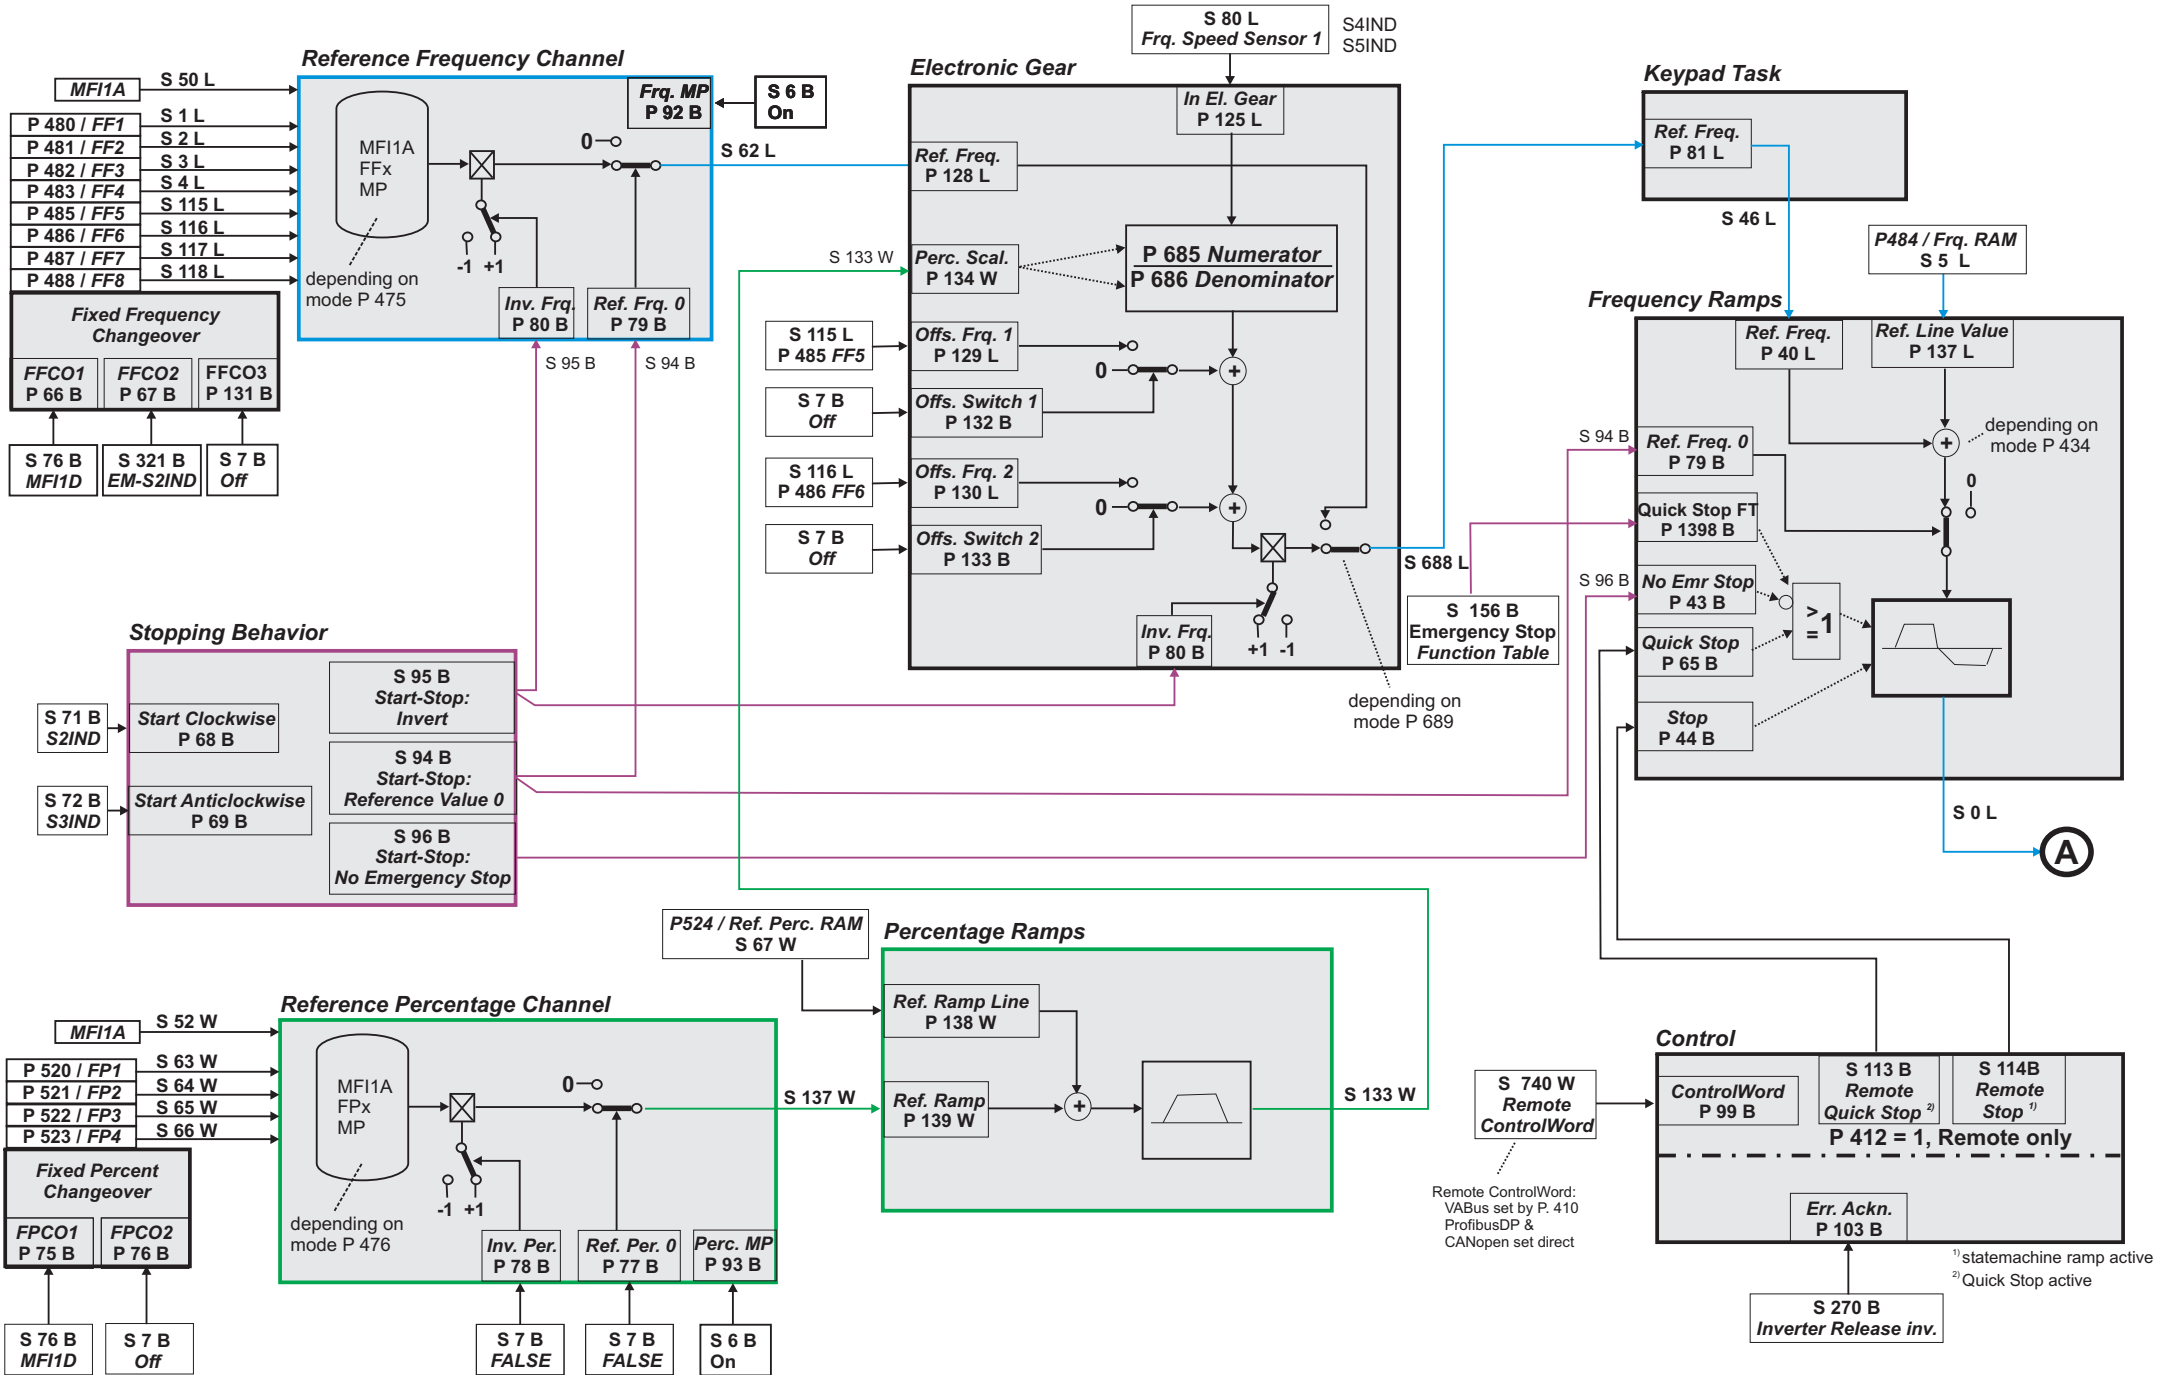 Reference Frequency Channel
MFI1A
S 50 L
P 480 / FF1
S 1 L
P 481 / FF2
S 2 L
P 482 / FF3
S 3 L
P 483 / FF4
S 4 L
P 485 / FF5
S 115 L
P 486 / FF6
S 116 L
P 487 / FF7
S 117 L
P 488 / FF8
S 118 L
Fixed Frequency
Changeover
FFCO1
P 66 B
FFCO2
P 67 B
FFCO3
P 131 B
S 76 B
MFI1D
S 321 B
EM-S2IND
S 7 B
Off
MFI1A
FFx
MP
depending on
mode P 475
-1 +1
0
Frq. MP
P 92 B
S 6 B
On
Inv. Frq.
P 80 B
Ref. Frq. 0
P 79 B
S 95 B
S 94 B
S 62 L
Electronic Gear
S 80 L
Frq. Speed Sensor 1
S4IND
S5IND
In El. Gear
P 125 L
Ref. Freq.
P 128 L
S 133 W
Perc. Scal.
P 134 W
P 685 Numerator
P 686 Denominator
S 115 L
P 485 FF5
Offs. Frq. 1
P 129 L
0
S 7 B
Off
Offs. Switch 1
P 132 B
S 116 L
P 486 FF6
Offs. Frq. 2
P 130 L
0
S 7 B
Off
Offs. Switch 2
P 133 B
+
+
Inv. Frq.
P 80 B
+1 -1
S 688 L
depending on
mode P 689
Keypad Task
Ref. Freq.
P 81 L
S 46 L
P484 / Frq. RAM
S 5 L
Frequency Ramps
Ref. Freq.
P 40 L
Ref. Line Value
P 137 L
+
depending on
mode P 434
0
S 94 B
Ref. Freq. 0
P 79 B
Quick Stop FT
P 1398 B
S 96 B
No Emr Stop
P 43 B
Quick Stop
P 65 B
Stop
P 44 B
>
= 1
S 156 B
Emergency Stop
Function Table
S 0 L
A
Stopping Behavior
S 71 B
S2IND
Start Clockwise
P 68 B
S 72 B
S3IND
Start Anticlockwise
P 69 B
S 95 B
Start-Stop:
Invert
S 94 B
Start-Stop:
Reference Value 0
S 96 B
Start-Stop:
No Emergency Stop
Reference Percentage Channel
MFI1A
S 52 W
P 520 / FP1
S 63 W
P 521 / FP2
S 64 W
P 522 / FP3
S 65 W
P 523 / FP4
S 66 W
Fixed Percent
Changeover
FPCO1
P 75 B
FPCO2
P 76 B
S 76 B
MFI1D
S 7 B
Off
MFI1A
FPx
MP
depending on
mode P 476
-1 +1
0
Inv. Per.
P 78 B
Ref. Per. 0
P 77 B
Perc. MP
P 93 B
S 7 B
FALSE
S 7 B
FALSE
S 6 B
On
S 137 W
P524 / Ref. Perc. RAM
S 67 W
Percentage Ramps
Ref. Ramp Line
P 138 W
Ref. Ramp
P 139 W
+
S 133 W
Control
S 740 W
Remote
ControlWord
ControlWord
P 99 B
S 113 B
Remote
Quick Stop 2)
S 114B
Remote
Stop 1)
P 412 = 1, Remote only
Remote ControlWord:
VABus set by P. 410
ProfibusDP &
CANopen set direct
Err. Ackn.
P 103 B
S 270 B
Inverter Release inv.
1) statemachine ramp active
2) Quick Stop active